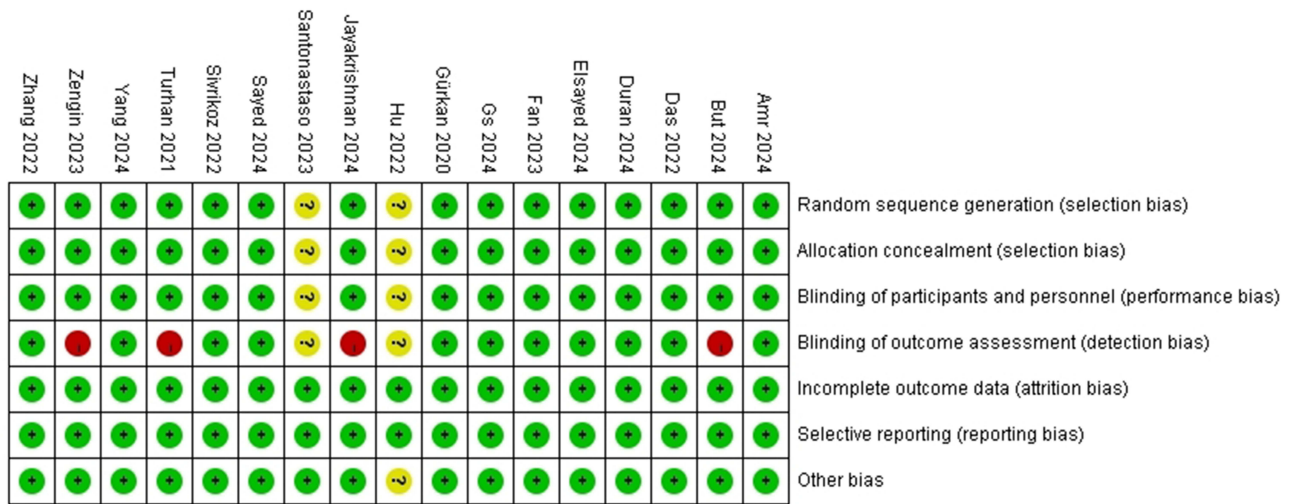 Zhang 2022
Zengin 2023
Yang 2024
Turhan 2021
Sivrikoz 2022
Sayed 2024
Santonastaso 2023
Jayakrishnan 2024
Hu 2022
Gürkan 2020
Gs 2024
Fan 2023
Elsayed 2024
Duran 2024
Das 2022
But 2024
Amr 2024
+ + + + + + ? + ? + + + + + + + + Random sequence generation (selection bias)
+ + + + + + ? + ? + + + + + + + + Allocation concealment (selection bias)
+ + + + + + ? + ? + + + + + + + + Blinding of participants and personnel (performance bias)
+ - + - + + ? - ? + + + + + + - + Blinding of outcome assessment (detection bias)
+ + + + + + + + + + + + + + + + + Incomplete outcome data (attrition bias)
+ + + + + + + + + + + + + + + + + Selective reporting (reporting bias)
+ + + + + + + + ? + + + + + + + + Other bias